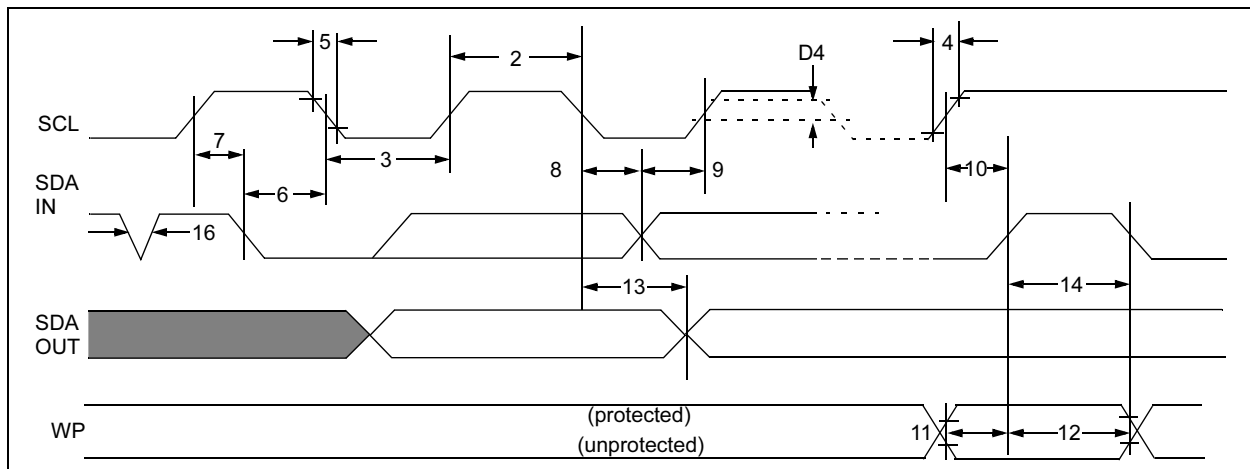 5
2
D4
4
SCL
7
3
8
9
10
SDA
IN
6
16
13
14
SDA
OUT
WP
(protected)
(unprotected)
11
12